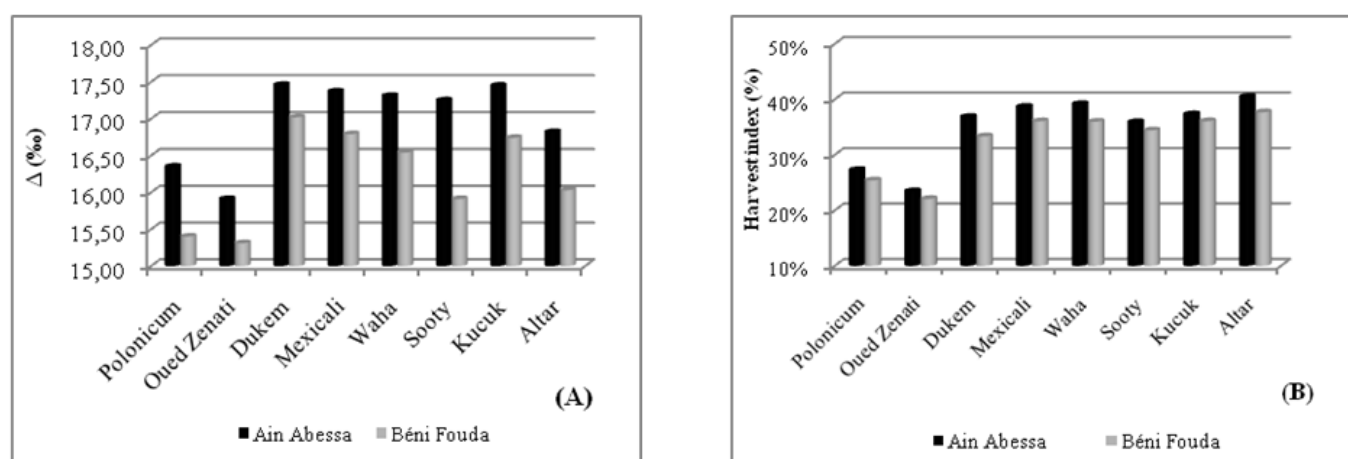 Δ (‰)
18,00
17,50
17,00
16,50
16,00
15,50
15,00
Polonicum
Oued Zenati
Dukem
Mexicali
Waha
Sooty
Kucuk
Altar
(A)
Ain Abessa
Béni Fouda
Harvestindex (%)
50%
40%
30%
20%
10%
Polonicum
Oued Zenati
Dukem
Mexicali
Waha
Sooty
Kucuk
Altar
(B)
Ain Abessa
Béni Fouda